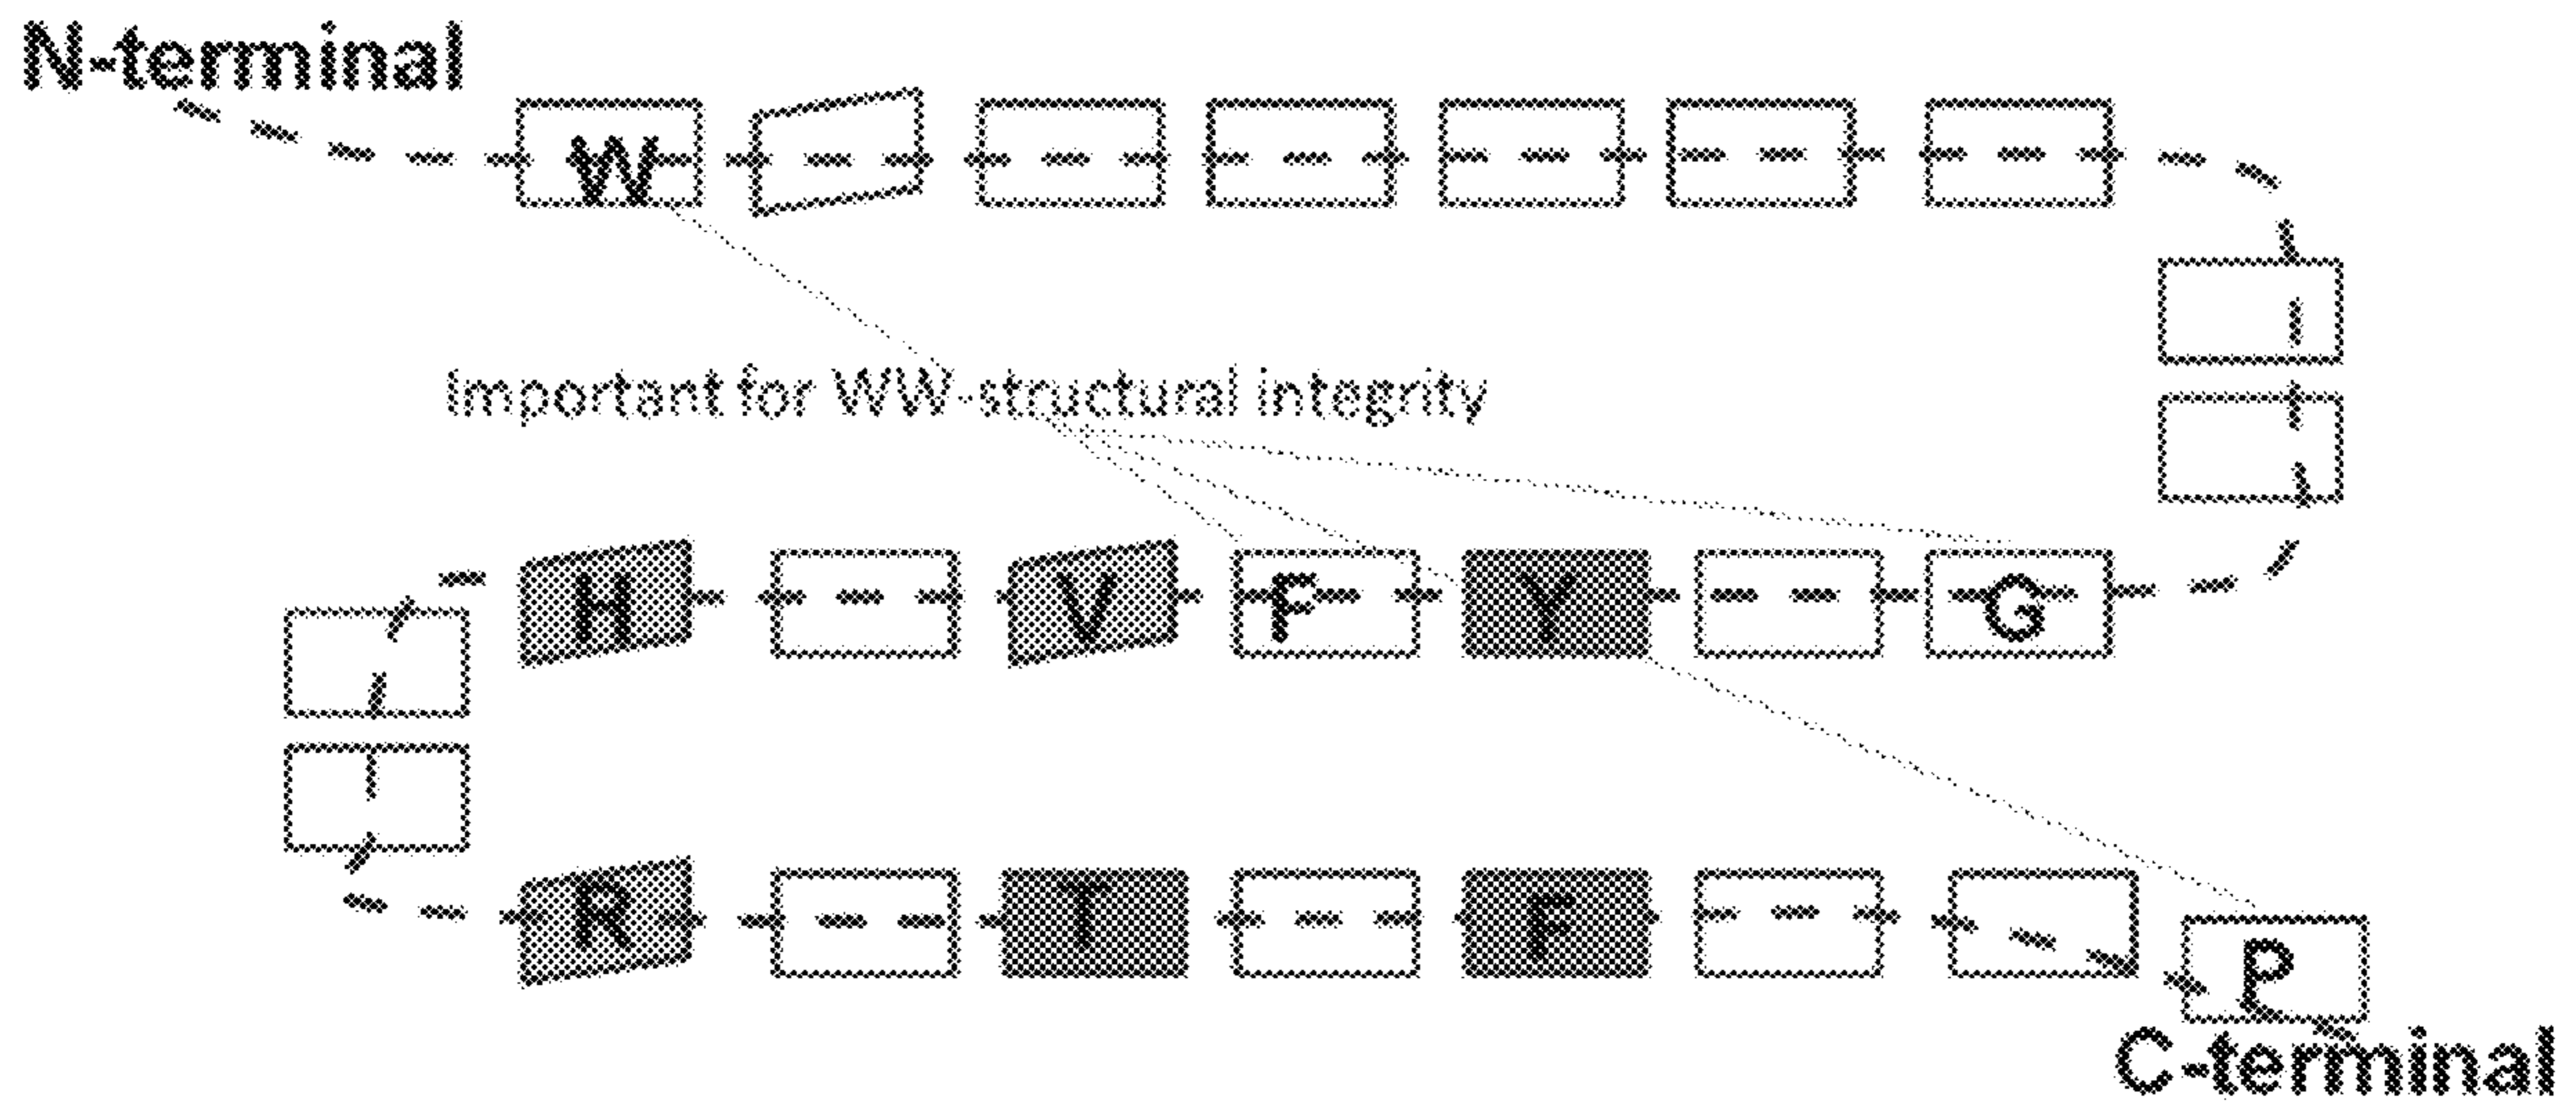 N-terminal
W
Important for WW-structural integrity
H V F Y G
R T F P
C-terminal